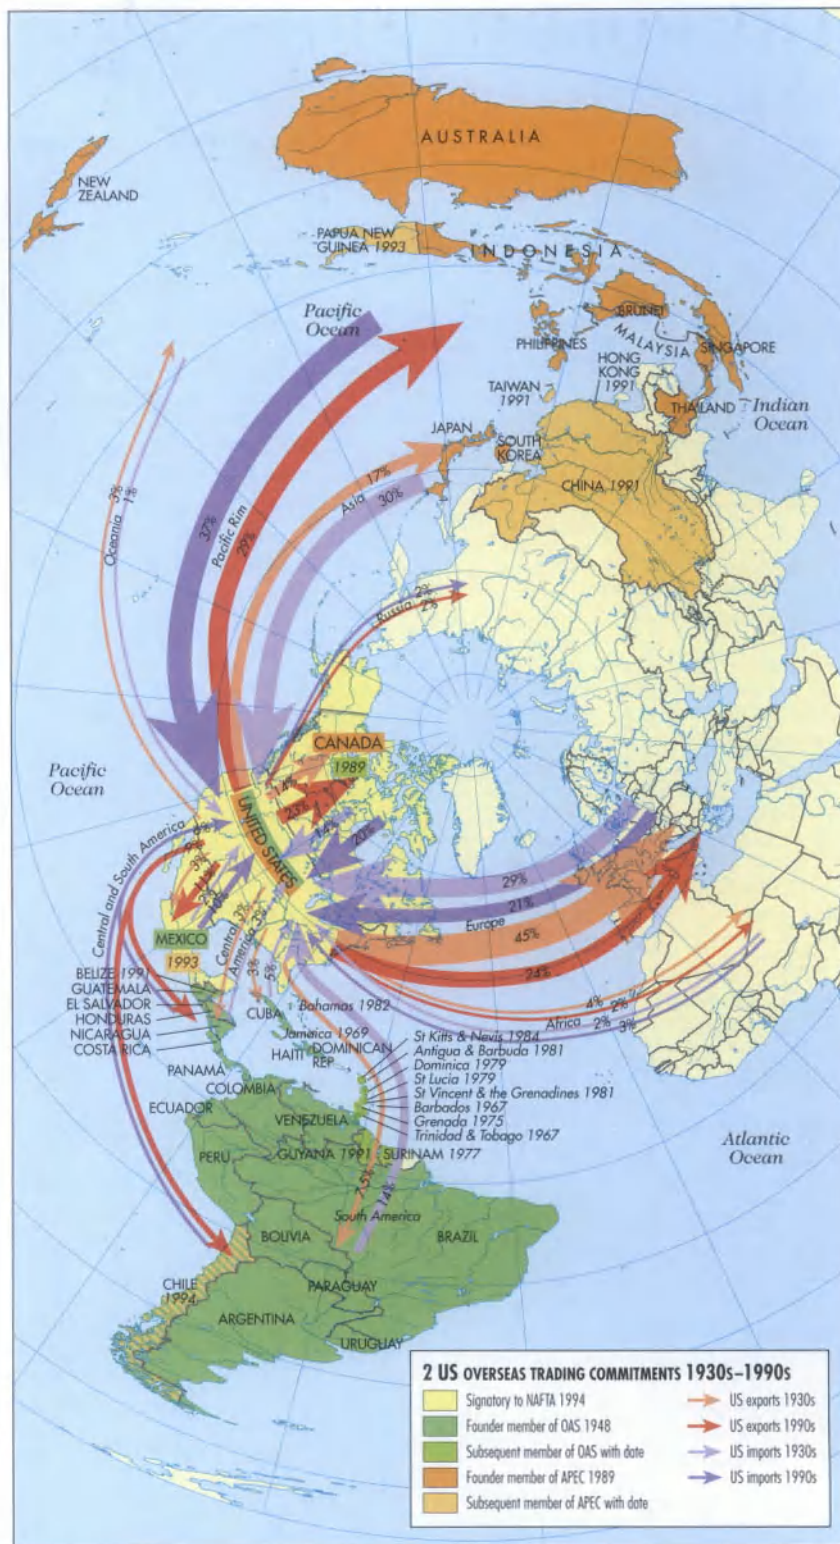 AUSTRALIA
NEW
ZEALAND
PAPUA NEW
GUINEA 1993
INDONESIA
Pacific
Ocean
BRUNEI
MALAYSIA
PHILIPPINES
SINGAPORE
HONG
KONG
1991
TAIWAN
1991
THAILAND
Indian
Ocean
JAPAN
SOUTH
KOREA
CHINA 1991
17%
Asia
30%
3%
1%
Oceania
37%
Pacific Rim
29%
2%
Russia
2%
CANADA
1989
14%
23%
14%
20%
Pacific
Ocean
UNITED STATES
Central and South America
29%
21%
Europe
45%
24%
MEXICO
1993
Central
America
3%
3%
5%
4%
2%
Africa
2%
3%
BELIZE 1991
GUATEMALA
EL SALVADOR
HONDURAS
NICARAGUA
COSTA RICA
PANAMA
CUBA
Bahamas 1982
Jamaica 1969
HAITI
DOMINICAN
REP
St Kitts & Nevis 1984
Antigua & Barbuda 1981
Dominica 1979
St Lucia 1979
St Vincent & the Grenadines 1981
Barbados 1967
Grenada 1975
Trinidad & Tobago 1967
COLOMBIA
ECUADOR
VENEZUELA
GUYANA 1991
SURINAM 1977
PERU
7.5%
14%
South America
BOLIVIA
BRAZIL
Atlantic
Ocean
CHILE
1994
PARAGUAY
ARGENTINA
URUGUAY
2 US OVERSEAS TRADING COMMITMENTS 1930s–1990s
Signatory to NAFTA 1994
Founder member of OAS 1948
Subsequent member of OAS with date
Founder member of APEC 1989
Subsequent member of APEC with date
US exports 1930s
US exports 1990s
US imports 1930s
US imports 1990s